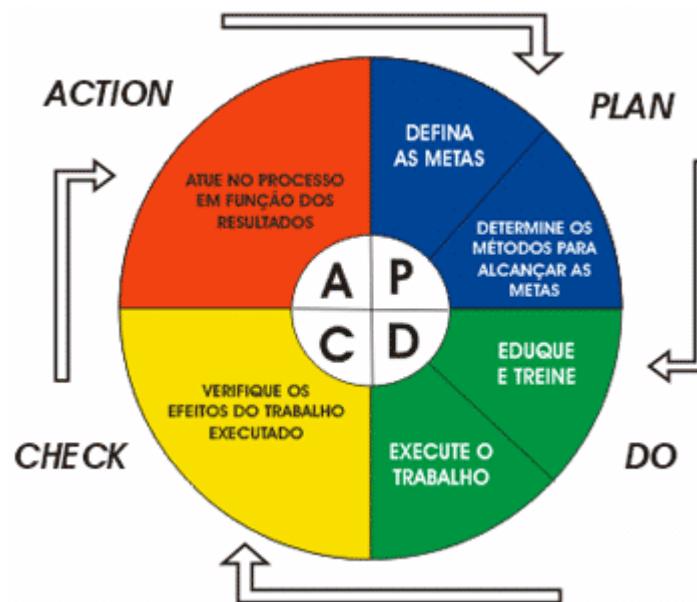 ACTION
PLAN
DEFINA
AS METAS
ATUE NO PROCESSO
EM FUNÇÃO DOS
RESULTADOS
DETERMINE OS
MÉTODOS PARA
ALCANÇAR AS
METAS
A P
C D
EDUQUE
E TREINE
VERIFIQUE OS
EFEITOS DO TRABALHO
EXECUTADO
EXECUTE O
TRABALHO
CHECK
DO